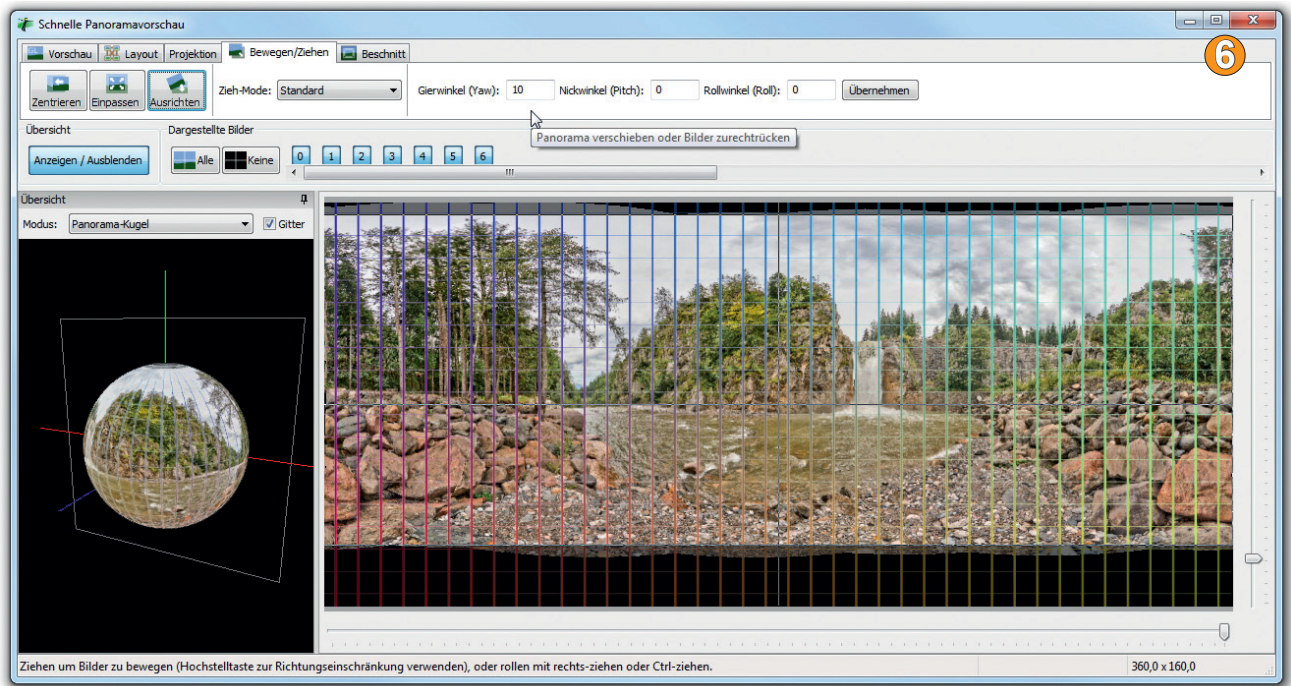 Schnelle Panoramavorschau
6
Vorschau Layout Projektion Bewegen/Ziehen Beschnitt
Zentrieren Einpassen Ausrichten Zieh-Mode: Standard Gierwinkel (Yaw): 10 Nickwinkel (Pitch): 0 Rollwinkel (Roll): 0 Übernehmen
Panorama verschieben oder Bilder zurechtrücken
Übersicht Dargestellte Bilder
Anzeigen / Ausblenden Alle Keine 0 1 2 3 4 5 6
Übersicht
Modus: Panorama-Kugel Gitter
Ziehen um Bilder zu bewegen (Hochstelltaste zur Richtungseinschränkung verwenden), oder rollen mit rechts-ziehen oder Ctrl-ziehen. 360,0 x 160,0